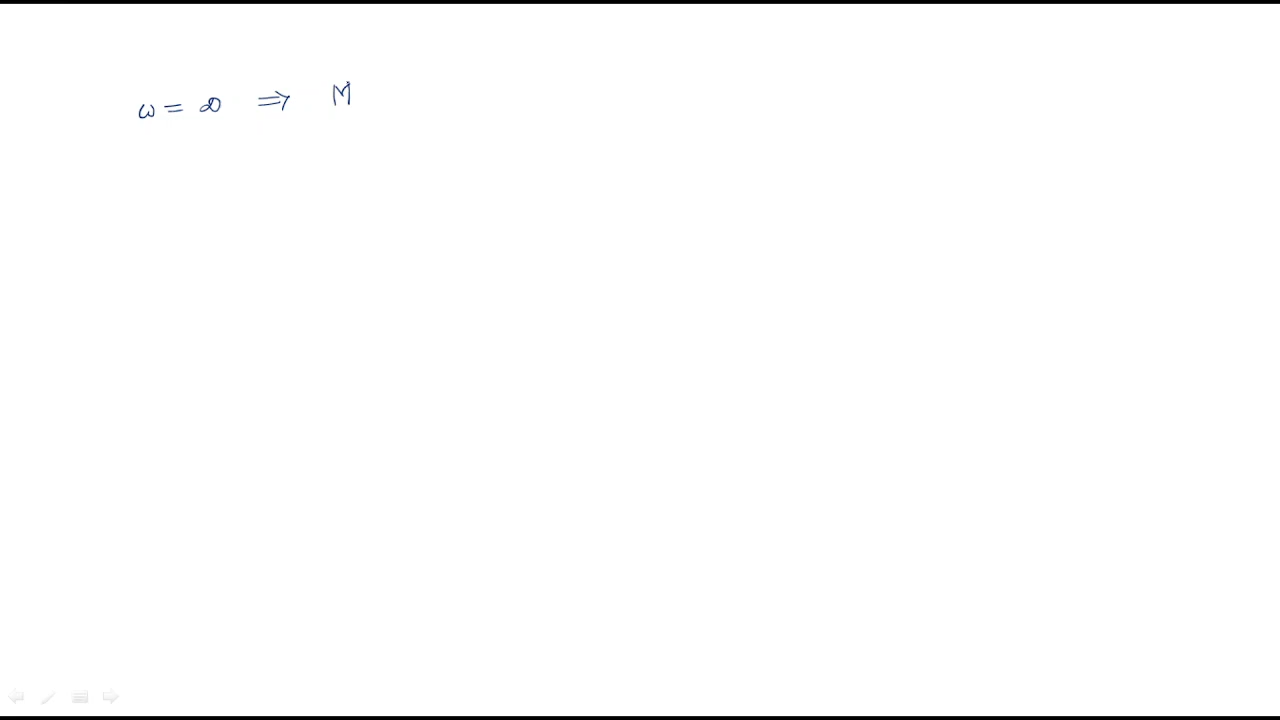 ω = ∞ ⇒ M